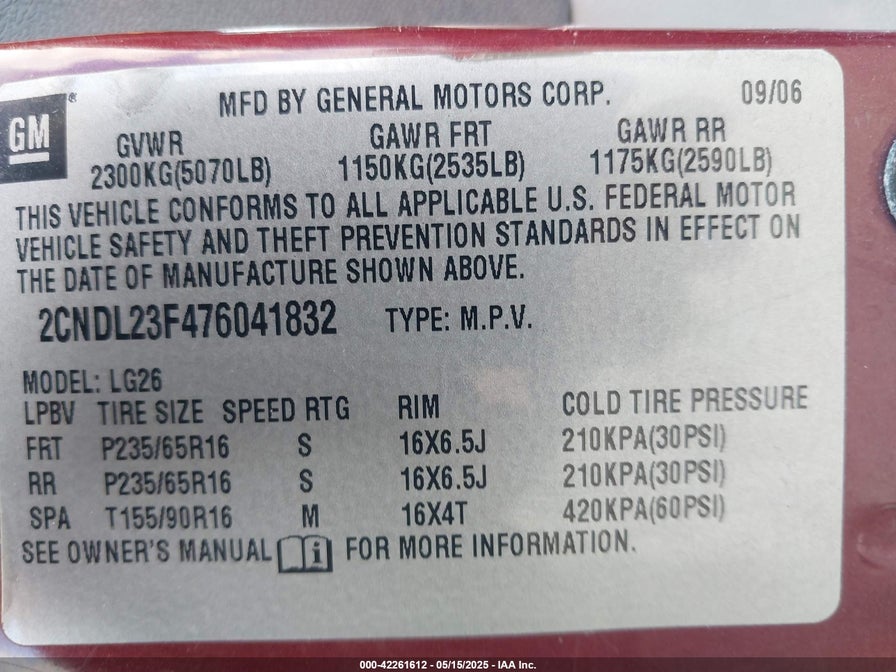 MFD BY GENERAL MOTORS CORP. 09/06
GM ®
GVWR GAWR FRT GAWR RR
2300KG(5070LB) 1150KG(2535LB) 1175KG(2590LB)
THIS VEHICLE CONFORMS TO ALL APPLICABLE U.S. FEDERAL MOTOR
VEHICLE SAFETY AND THEFT PREVENTION STANDARDS IN EFFECT ON
THE DATE OF MANUFACTURE SHOWN ABOVE.
2CNDL23F476041832 TYPE: M.P.V.
MODEL: LG26
LPBV TIRE SIZE SPEED RTG RIM COLD TIRE PRESSURE
FRT P235/65R16 S 16X6.5J 210KPA(30PSI)
RR P235/65R16 S 16X6.5J 210KPA(30PSI)
SPA T155/90R16 M 16X4T 420KPA(60PSI)
SEE OWNER'S MANUAL i FOR MORE INFORMATION.
000-42261612 - 05/15/2025 - IAA Inc.